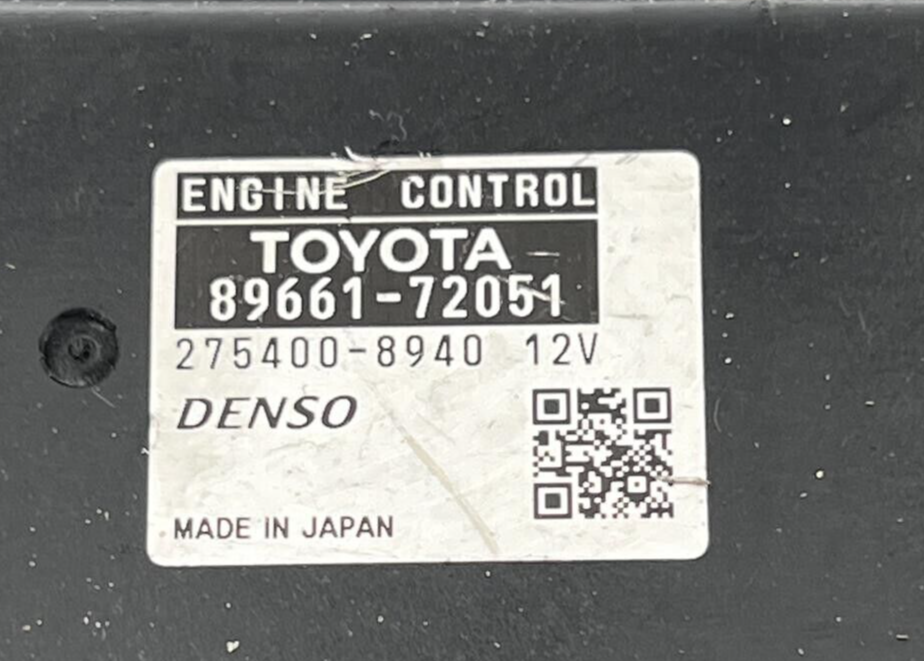 ENGINE CONTROL
TOYOTA
89661-72051
275400-8940 12V
DENSO
MADE IN JAPAN